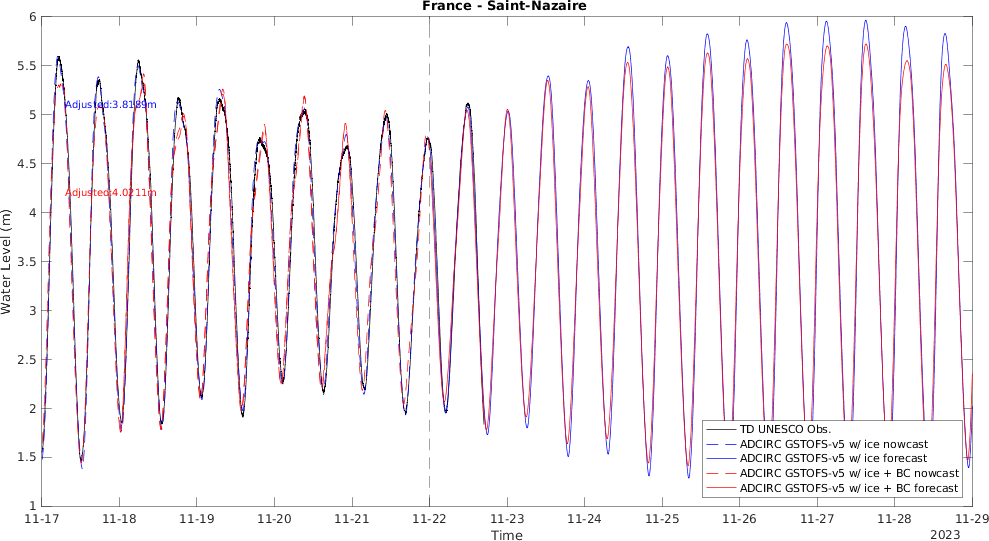 France - Saint-Nazaire
6
5.5
5
4.5
4
3.5
3
2.5
2
1.5
1
Water Level (m)
Adjusted:3.8189m
Adjusted:4.0211m
TD UNESCO Obs.
ADCIRC GSTOFS-v5 w/ ice nowcast
ADCIRC GSTOFS-v5 w/ ice forecast
ADCIRC GSTOFS-v5 w/ ice + BC nowcast
ADCIRC GSTOFS-v5 w/ ice + BC forecast
11-17 11-18 11-19 11-20 11-21 11-22 11-23 11-24 11-25 11-26 11-27 11-28 11-29
Time
2023